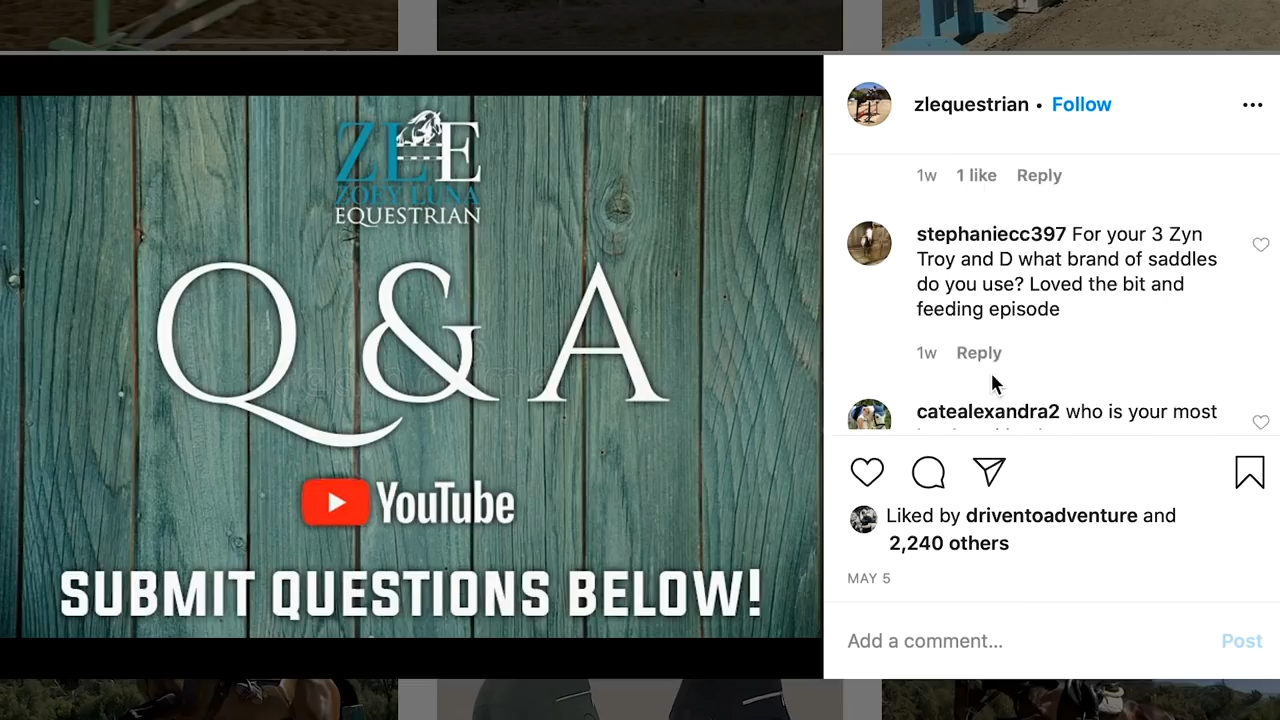 ZLE
ZOEY LUNA
EQUESTRIAN
Q & A
YouTube
SUBMIT QUESTIONS BELOW!
zlequestrian • Follow
1w 1 like Reply
stephaniecc397 For your 3 Zyn
Troy and D what brand of saddles
do you use? Loved the bit and
feeding episode
1w Reply
catealexandra2 who is your most
Liked by driventoadventure and
2,240 others
MAY 5
Add a comment... Post